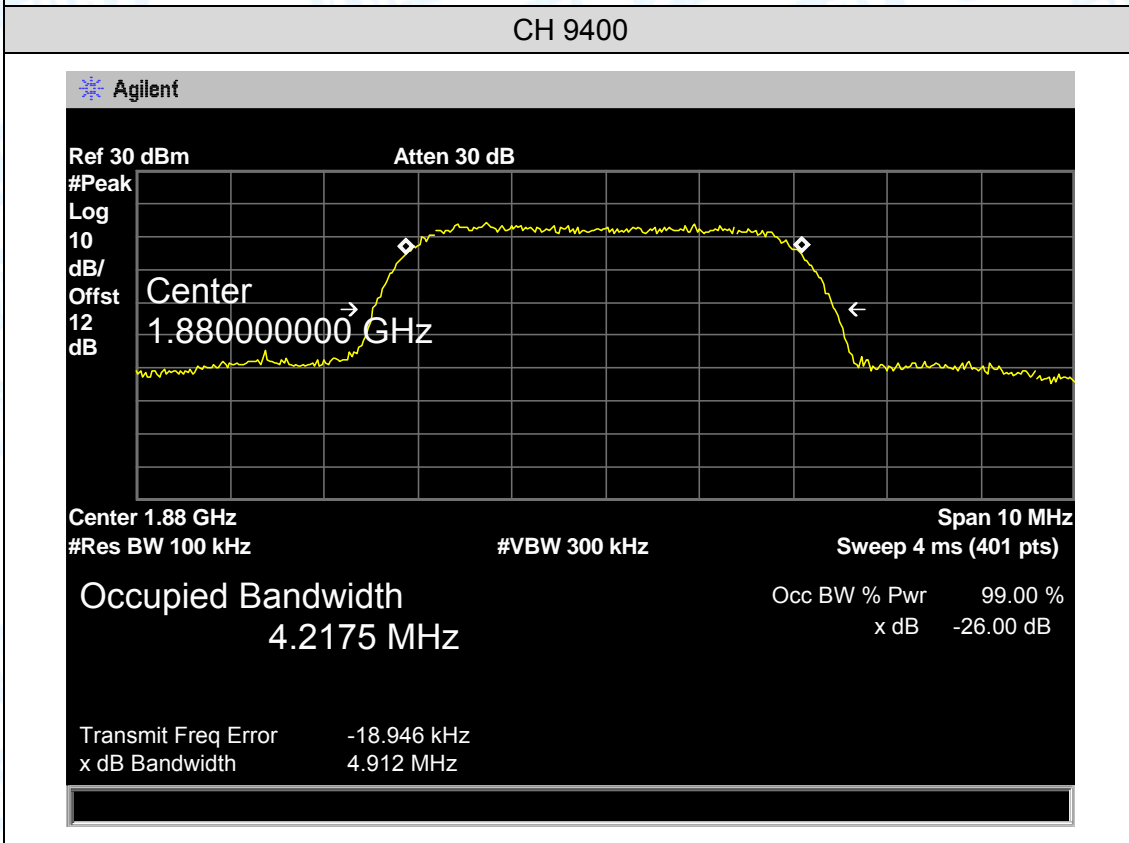 CH 9400
Agilent
Ref 30 dBm Atten 30 dB
#Peak
Log
10
dB/
Offst
12
dB
Center
1.880000000 GHz
Center 1.88 GHz Span 10 MHz
#Res BW 100 kHz #VBW 300 kHz Sweep 4 ms (401 pts)
Occupied Bandwidth Occ BW % Pwr 99.00 %
4.2175 MHz x dB -26.00 dB
Transmit Freq Error -18.946 kHz
x dB Bandwidth 4.912 MHz